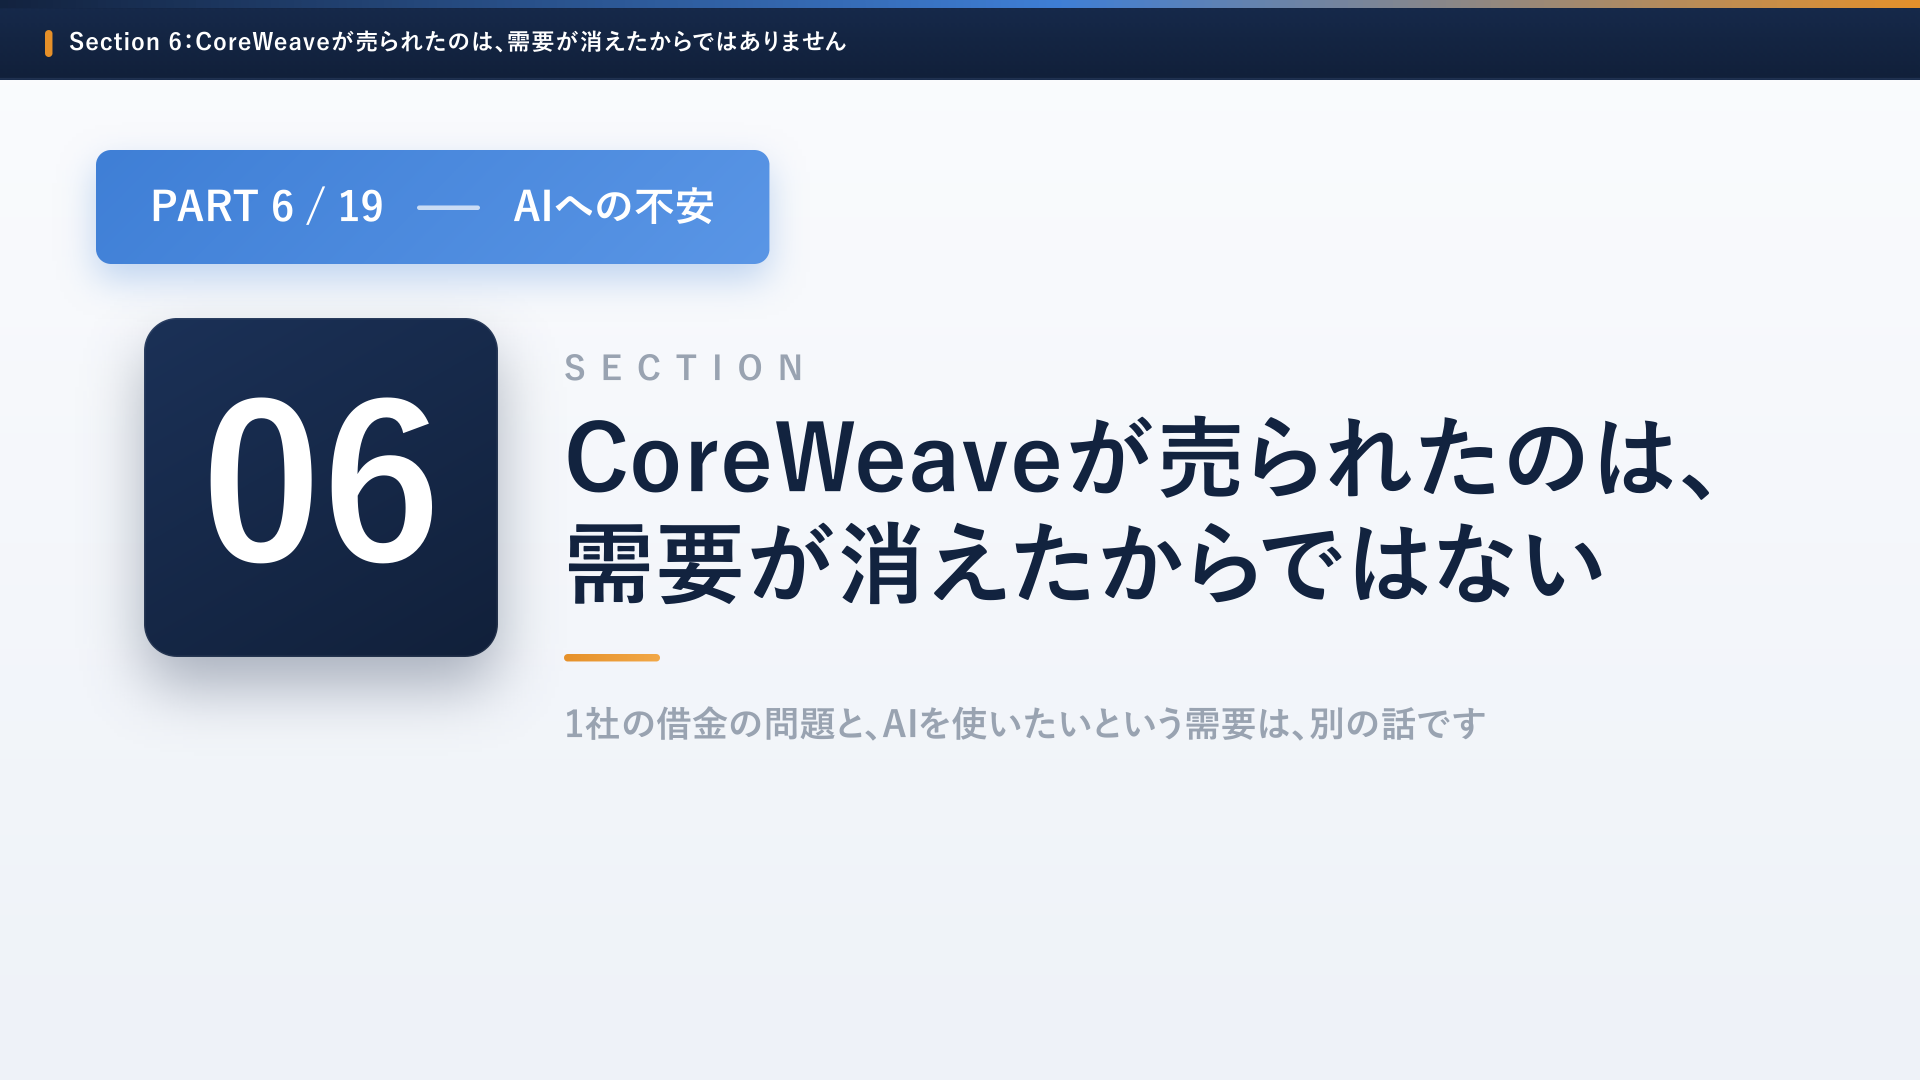 Section 6：CoreWeaveが売られたのは、需要が消えたからではありません
PART 6 / 19 — AIへの不安
06
SECTION
CoreWeaveが売られたのは、
需要が消えたからではない
1社の借金の問題と、AIを使いたいという需要は、別の話です